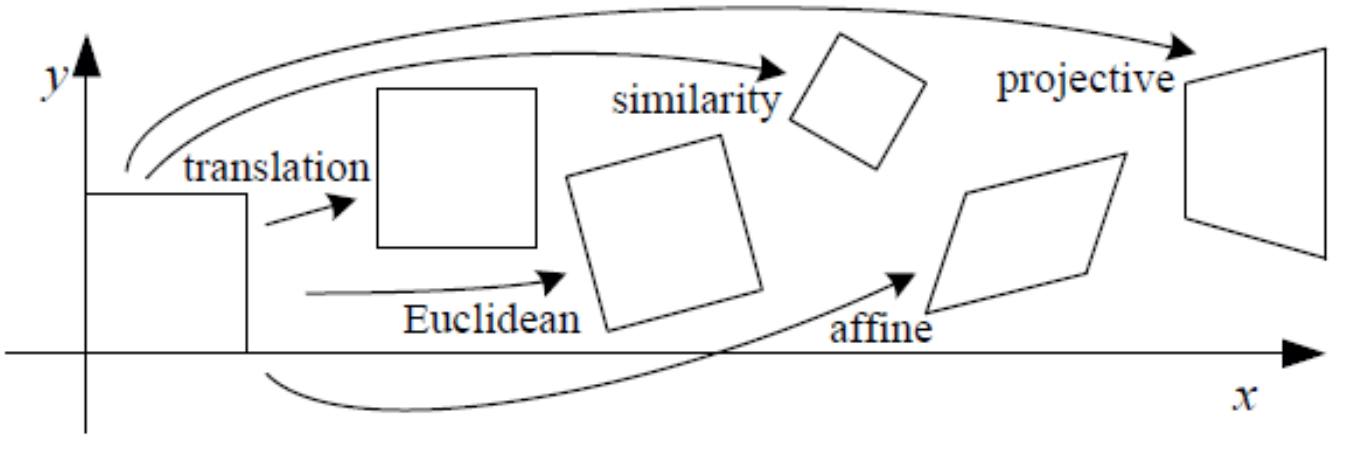 y
similarity
projective
translation
Euclidean
affine
x